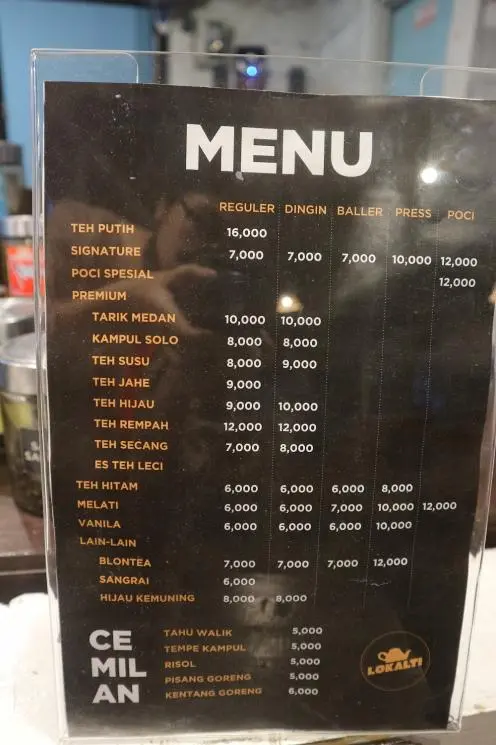 MENU
REGULER DINGIN BALLER PRESS POCI
TEH PUTIH 16,000
SIGNATURE 7,000 7,000 7,000 10,000 12,000
POCI SPESIAL 12,000
PREMIUM
TARIK MEDAN 10,000 10,000
KAMPUL SOLO 8,000 8,000
TEH SUSU 8,000 9,000
TEH JAHE 9,000
TEH HIJAU 9,000 10,000
TEH REMPAH 12,000 12,000
TEH SECANG 7,000 8,000
ES TEH LECI
TEH HITAM 6,000 6,000 6,000 8,000
MELATI 6,000 6,000 7,000 10,000 12,000
VANILA 6,000 6,000 6,000 10,000
LAIN-LAIN
BLONTEA 7,000 7,000 7,000 12,000
SANGRAI 6,000
HIJAU KEMUNING 8,000 8,000
CE
MIL
AN
TAHU WALIK 5,000
TEMPE KAMPUL 5,000
RISOL 5,000
PISANG GORENG 5,000
KENTANG GORENG 6,000
LOKALTI